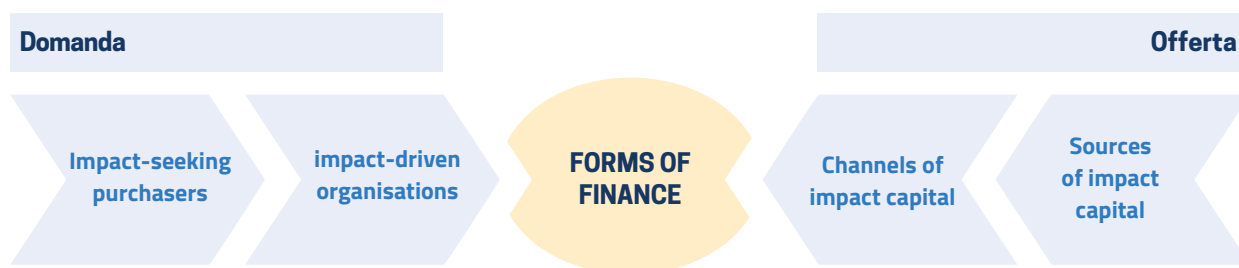 Domanda
Offerta
Impact-seeking
purchasers
impact-driven
organisations
FORMS OF
FINANCE
Channels of
impact capital
Sources
of impact
capital